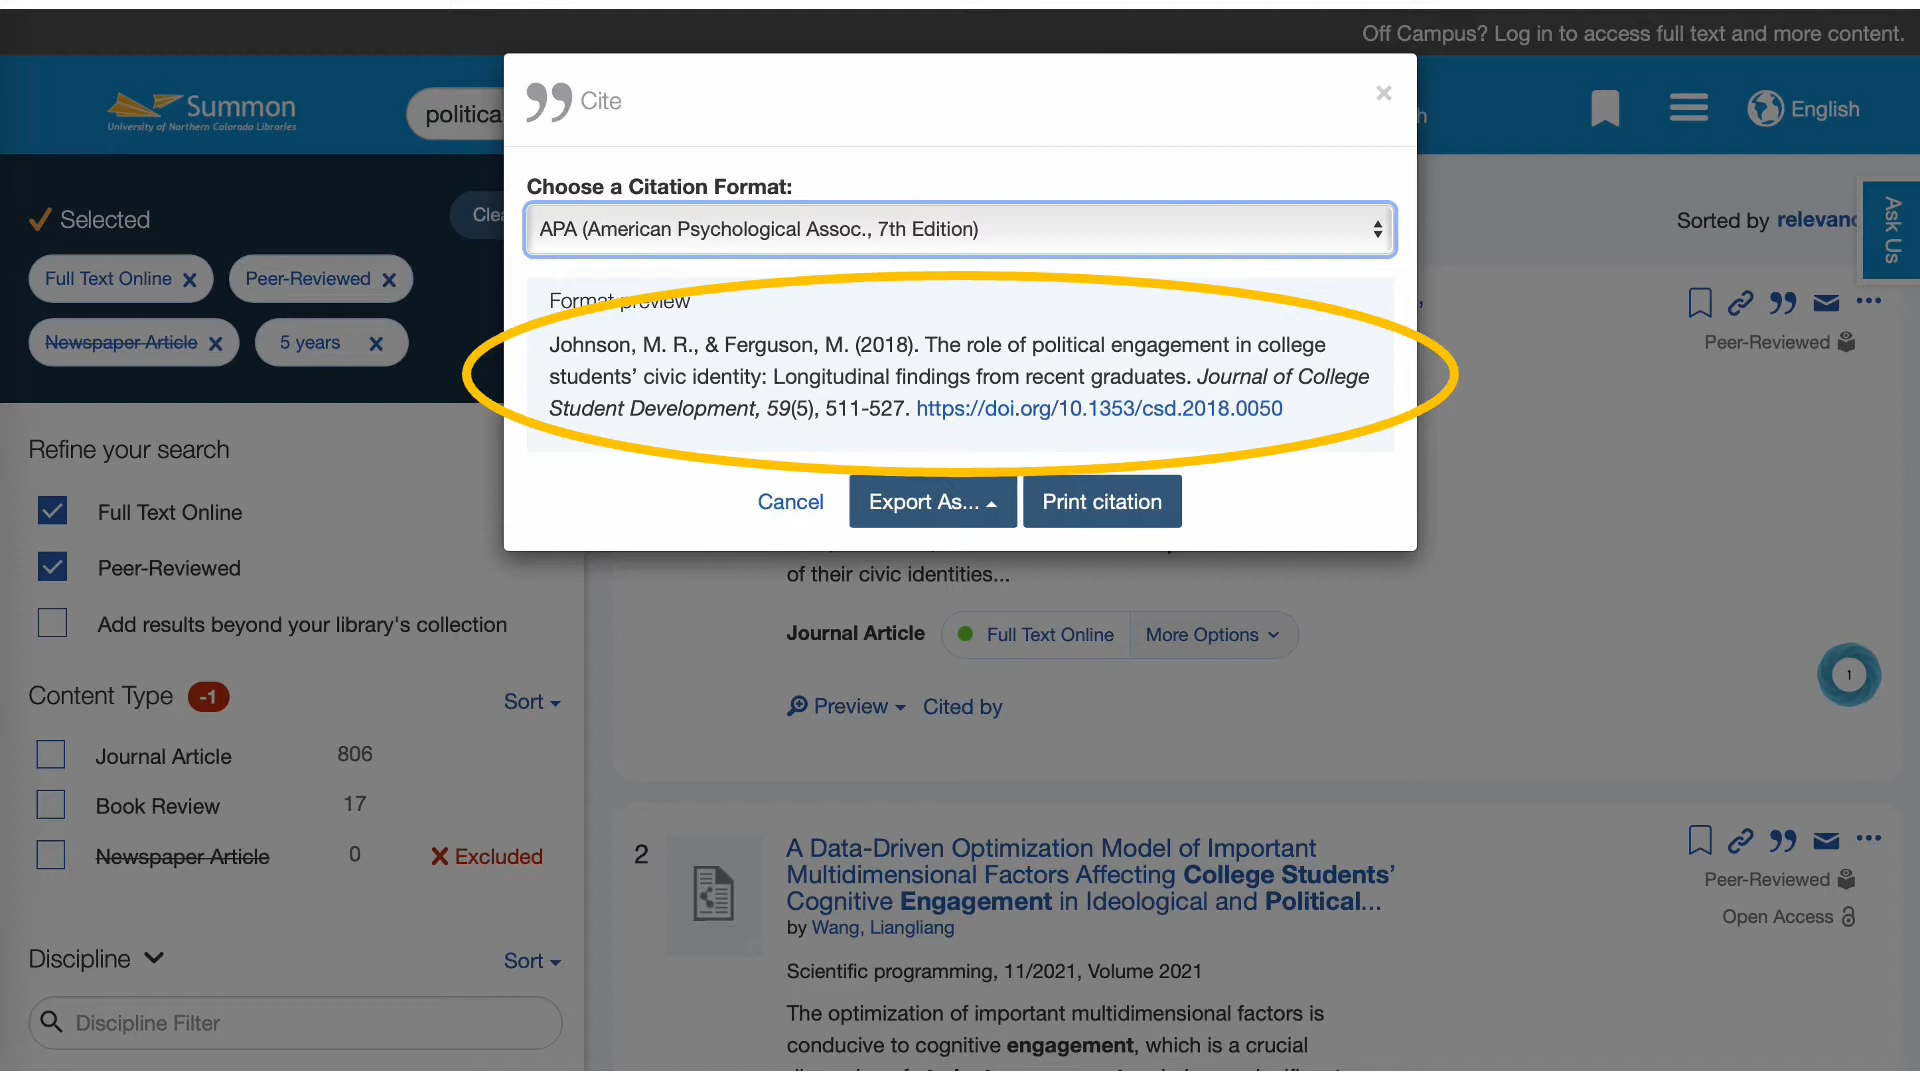 Off Campus? Log in to access full text and more content.
Summon
University of Northern Colorado Libraries
politica
English
Cite
×
Choose a Citation Format:
APA (American Psychological Assoc., 7th Edition)
Format preview
Johnson, M. R., & Ferguson, M. (2018). The role of political engagement in college
students’ civic identity: Longitudinal findings from recent graduates. Journal of College
Student Development, 59(5), 511-527. https://doi.org/10.1353/csd.2018.0050
Cancel
Export As...
Print citation
Selected
Clea
Full Text Online
Peer-Reviewed
Newspaper Article
5 years
Sorted by relevanc
Ask Us
Peer-Reviewed
Refine your search
Full Text Online
Peer-Reviewed
Add results beyond your library's collection
Content Type -1 Sort
Journal Article 806
Book Review 17
Newspaper Article 0 Excluded
Discipline Sort
Discipline Filter
of their civic identities...
Journal Article Full Text Online More Options
Preview Cited by
1
2
A Data-Driven Optimization Model of Important
Multidimensional Factors Affecting College Students’
Cognitive Engagement in Ideological and Political...
by Wang, Liangliang
Peer-Reviewed
Open Access
Scientific programming, 11/2021, Volume 2021
The optimization of important multidimensional factors is
conducive to cognitive engagement, which is a crucial